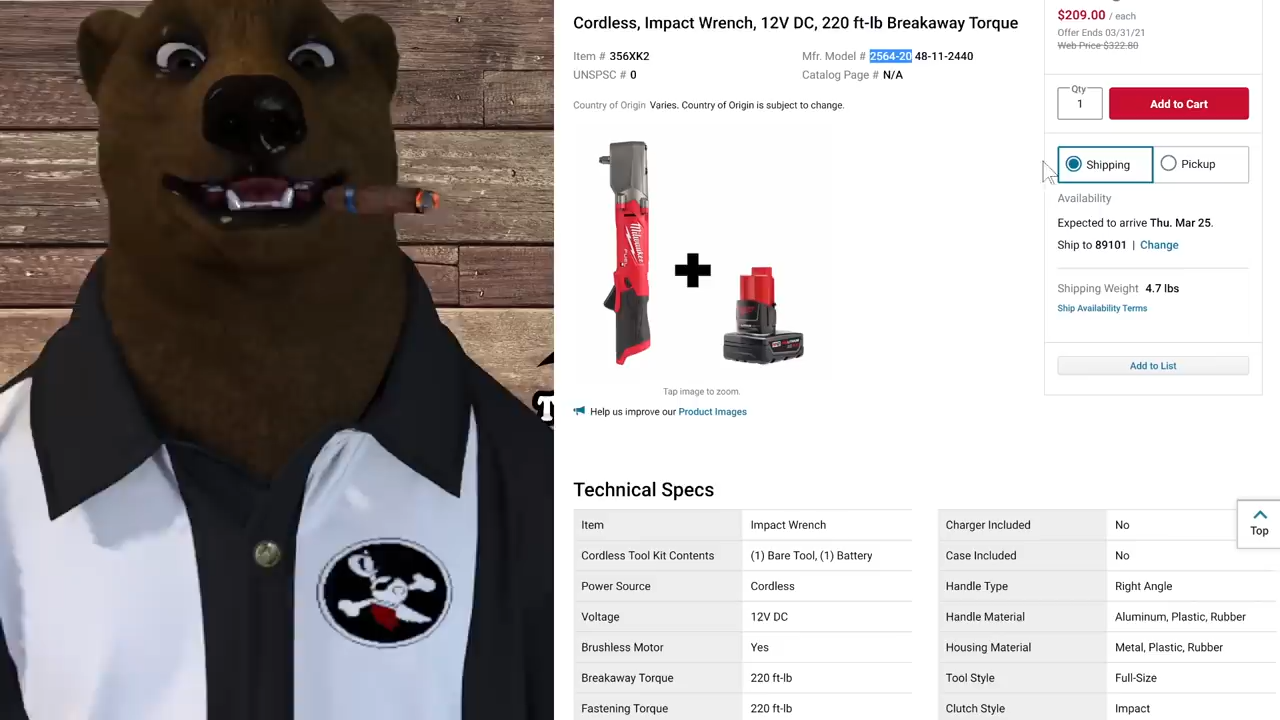 Cordless, Impact Wrench, 12V DC, 220 ft-lb Breakaway Torque
Item # 356XK2
Mfr. Model # 2564-20 48-11-2440
UNSPSC # 0
Catalog Page # N/A
Country of Origin Varies. Country of Origin is subject to change.
Milwaukee
FUEL
Tap image to zoom.
Help us improve our Product Images
$209.00 / each
Offer Ends 03/31/21
Web Price $322.80
Qty
1
Add to Cart
Shipping
Pickup
Availability
Expected to arrive Thu. Mar 25.
Ship to 89101 | Change
Shipping Weight 4.7 lbs
Ship Availability Terms
Add to List
Technical Specs
Item Impact Wrench
Cordless Tool Kit Contents (1) Bare Tool, (1) Battery
Power Source Cordless
Voltage 12V DC
Brushless Motor Yes
Breakaway Torque 220 ft-lb
Fastening Torque 220 ft-lb
Charger Included No
Case Included No
Handle Type Right Angle
Handle Material Aluminum, Plastic, Rubber
Housing Material Metal, Plastic, Rubber
Tool Style Full-Size
Clutch Style Impact
Top